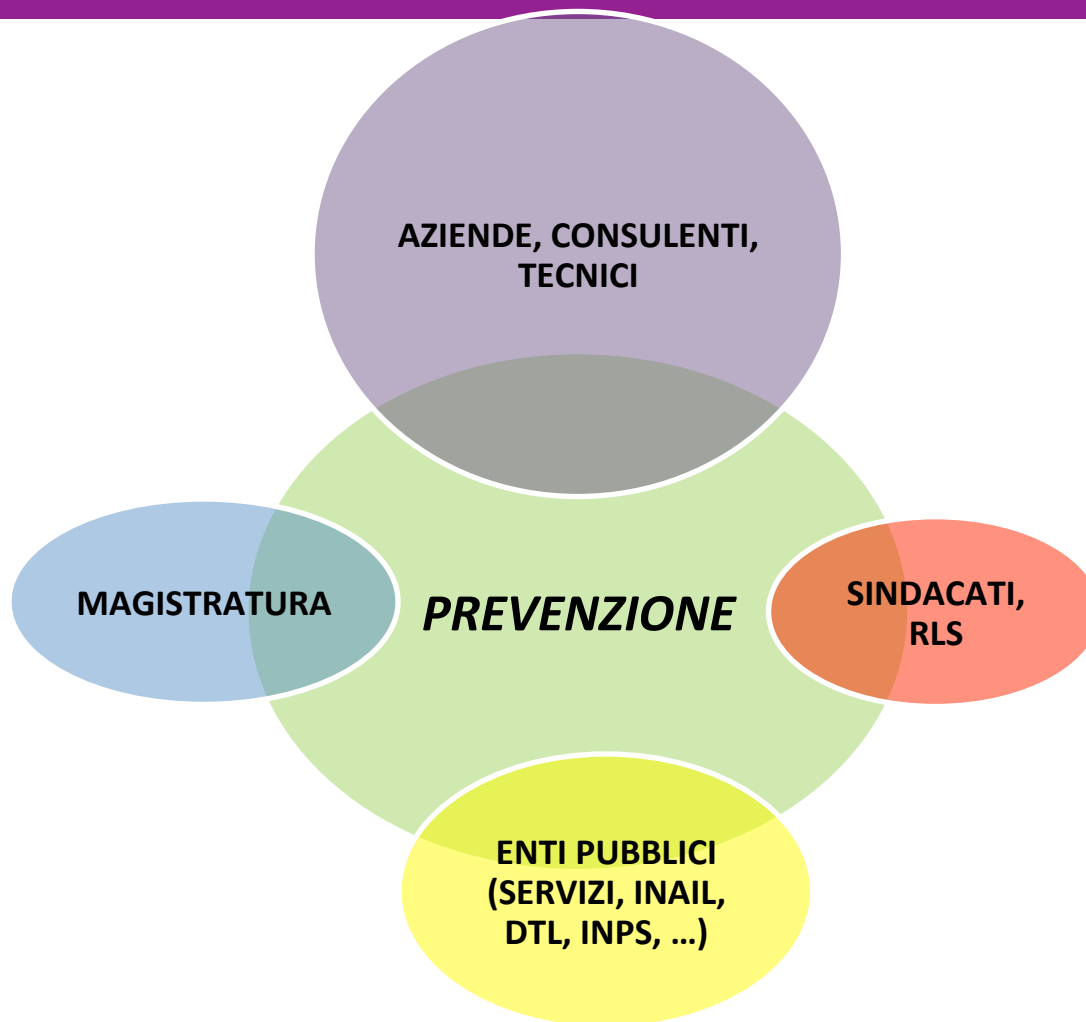 AZIENDE, CONSULENTI,
TECNICI
MAGISTRATURA
PREVENZIONE
SINDACATI,
RLS
ENTI PUBBLICI
(SERVIZI, INAIL,
DTL, INPS, …)